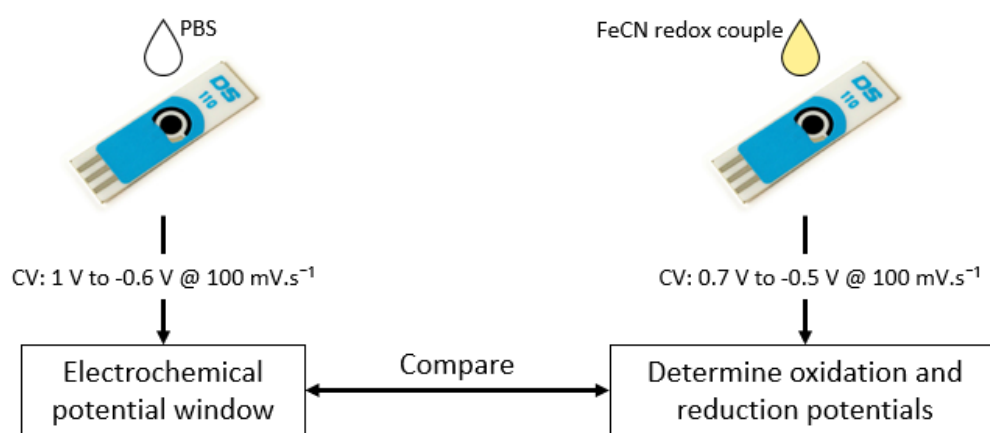 PBS
FeCN redox couple
DS
110
DS
110
CV: 1 V to -0.6 V @ 100 mV.s⁻¹
CV: 0.7 V to -0.5 V @ 100 mV.s⁻¹
Electrochemical
potential window
Compare
Determine oxidation and
reduction potentials